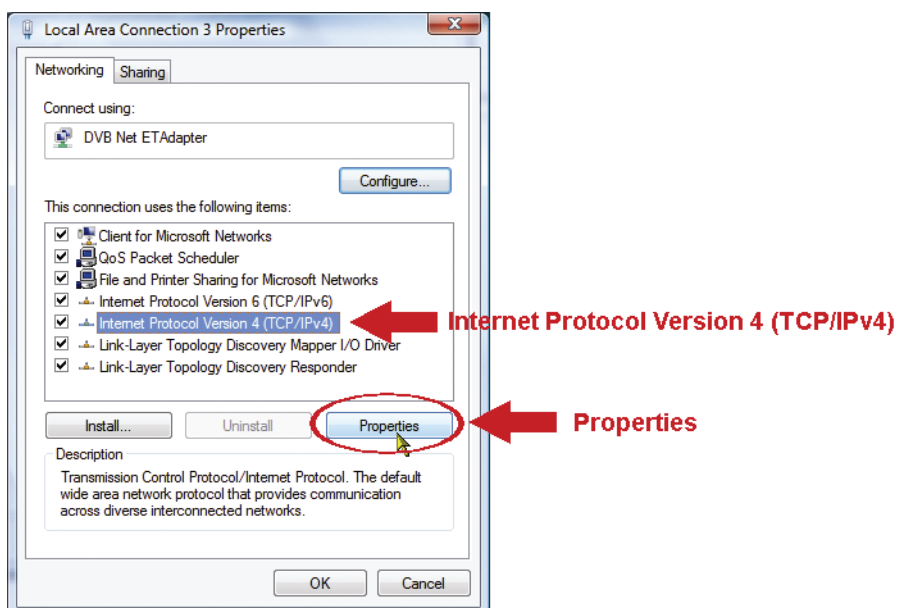 Local Area Connection 3 Properties
Networking
Sharing
Connect using:
DVB Net ETAdapter
Configure...
This connection uses the following items:
Client for Microsoft Networks
QoS Packet Scheduler
File and Printer Sharing for Microsoft Networks
Internet Protocol Version 6 (TCP/IPv6)
Internet Protocol Version 4 (TCP/IPv4)
Internet Protocol Version 4 (TCP/IPv4)
Link-Layer Topology Discovery Mapper I/O Driver
Link-Layer Topology Discovery Responder
Install...
Uninstall
Properties
Properties
Description
Transmission Control Protocol/Internet Protocol. The default
wide area network protocol that provides communication
across diverse interconnected networks.
OK
Cancel